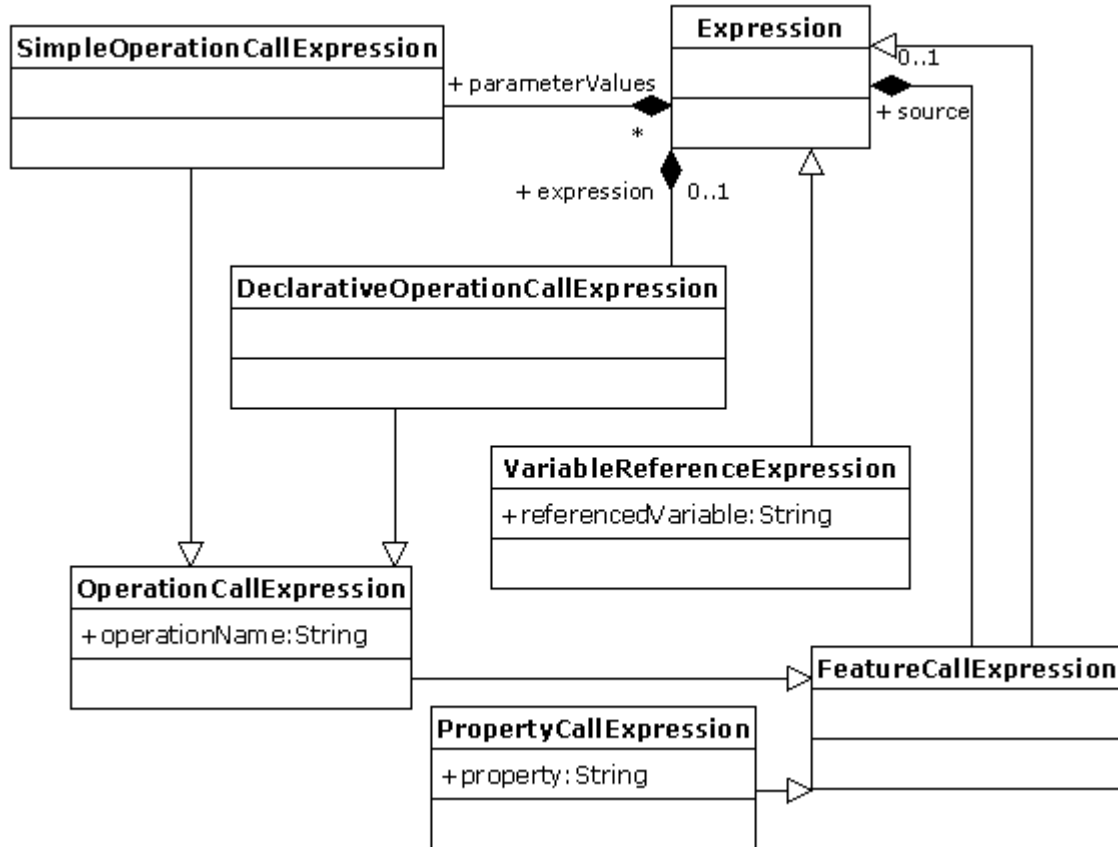 Expression
SimpleOperationCallExpression
0..1
+ parameterValues
+ source
*
+ expression
0..1
DeclarativeOperationCallExpression
VariableReferenceExpression
+referencedVariable:String
OperationCallExpression
+operationName:String
FeatureCallExpression
PropertyCallExpression
+property:String